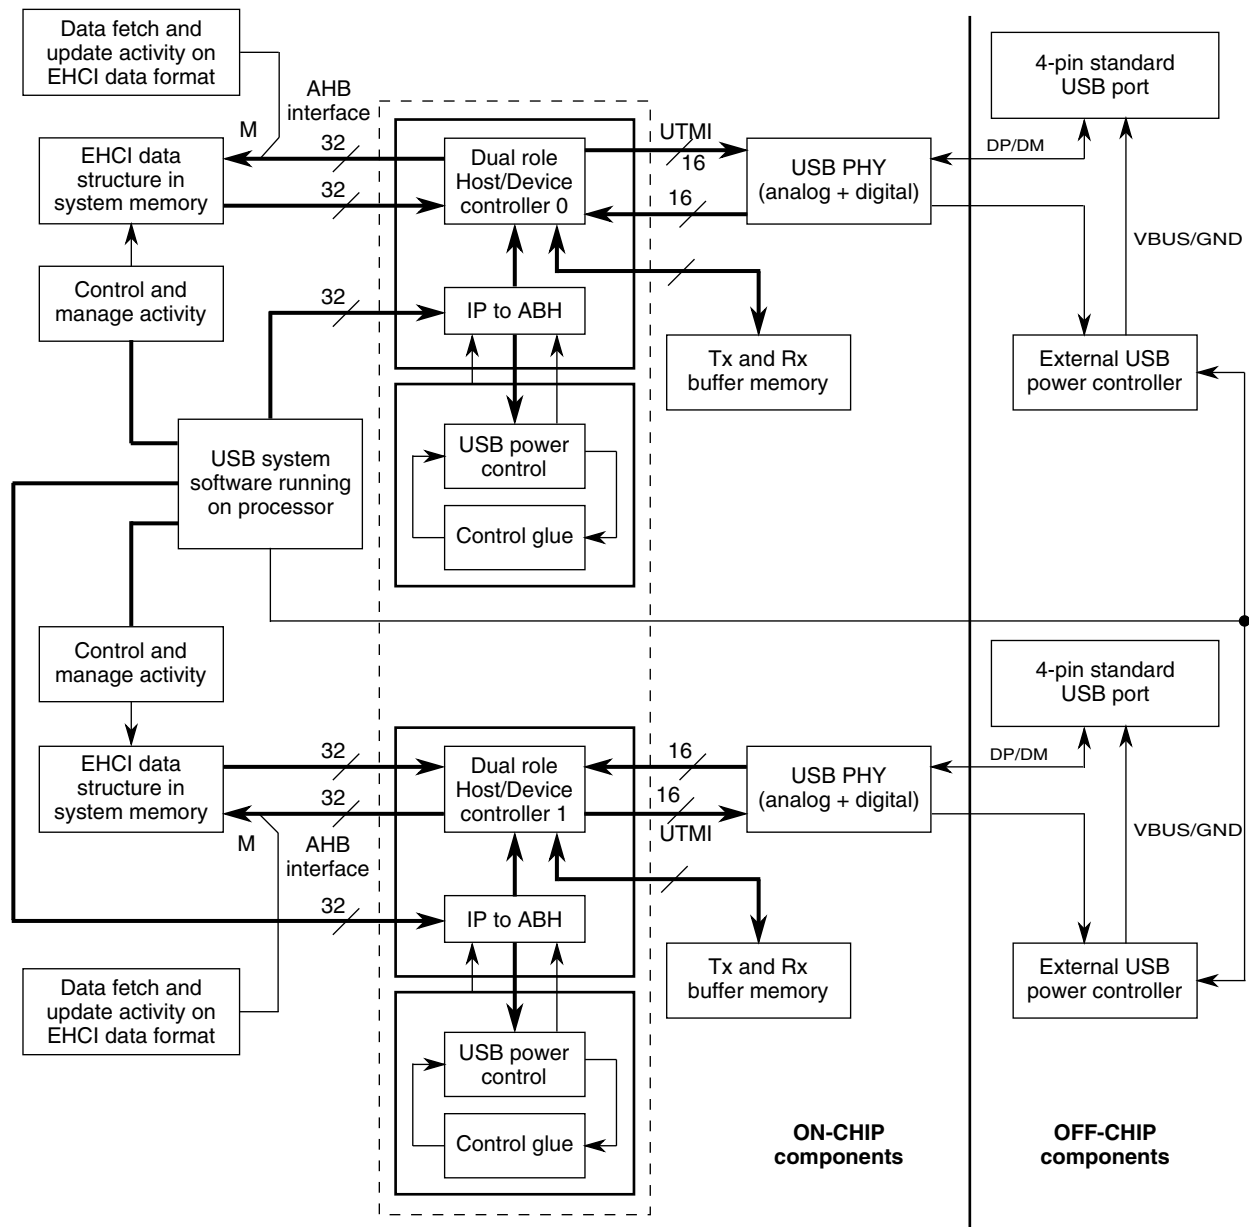 Data fetch and
update activity on
EHCI data format
AHB
interface
M
32
EHCI data
structure in
system memory
32
Dual role
Host/Device
controller 0
UTMI
16
16
USB PHY
(analog + digital)
DP/DM
4-pin standard
USB port
VBUS/GND
Control and
manage activity
32
IP to ABH
Tx and Rx
buffer memory
External USB
power controller
USB system
software running
on processor
USB power
control
Control glue
Control and
manage activity
4-pin standard
USB port
EHCI data
structure in
system memory
32
32
M
AHB
interface
Dual role
Host/Device
controller 1
16
16
UTMI
USB PHY
(analog + digital)
DP/DM
VBUS/GND
32
IP to ABH
Tx and Rx
buffer memory
External USB
power controller
Data fetch and
update activity on
EHCI data format
USB power
control
Control glue
ON-CHIP
components
OFF-CHIP
components